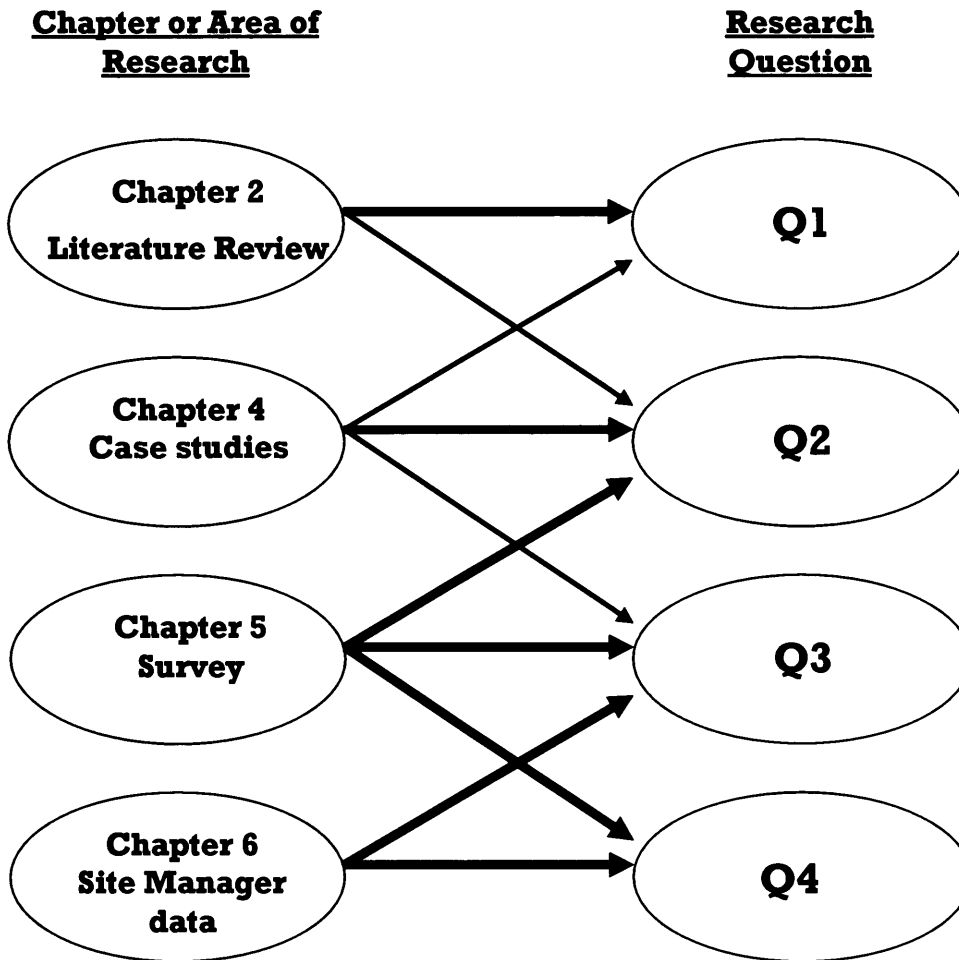 Chapter or Area of
Research
Research
Question
Chapter 2
Literature Review
Q1
Chapter 4
Case studies
Q2
Chapter 5
Survey
Q3
Chapter 6
Site Manager
data
Q4